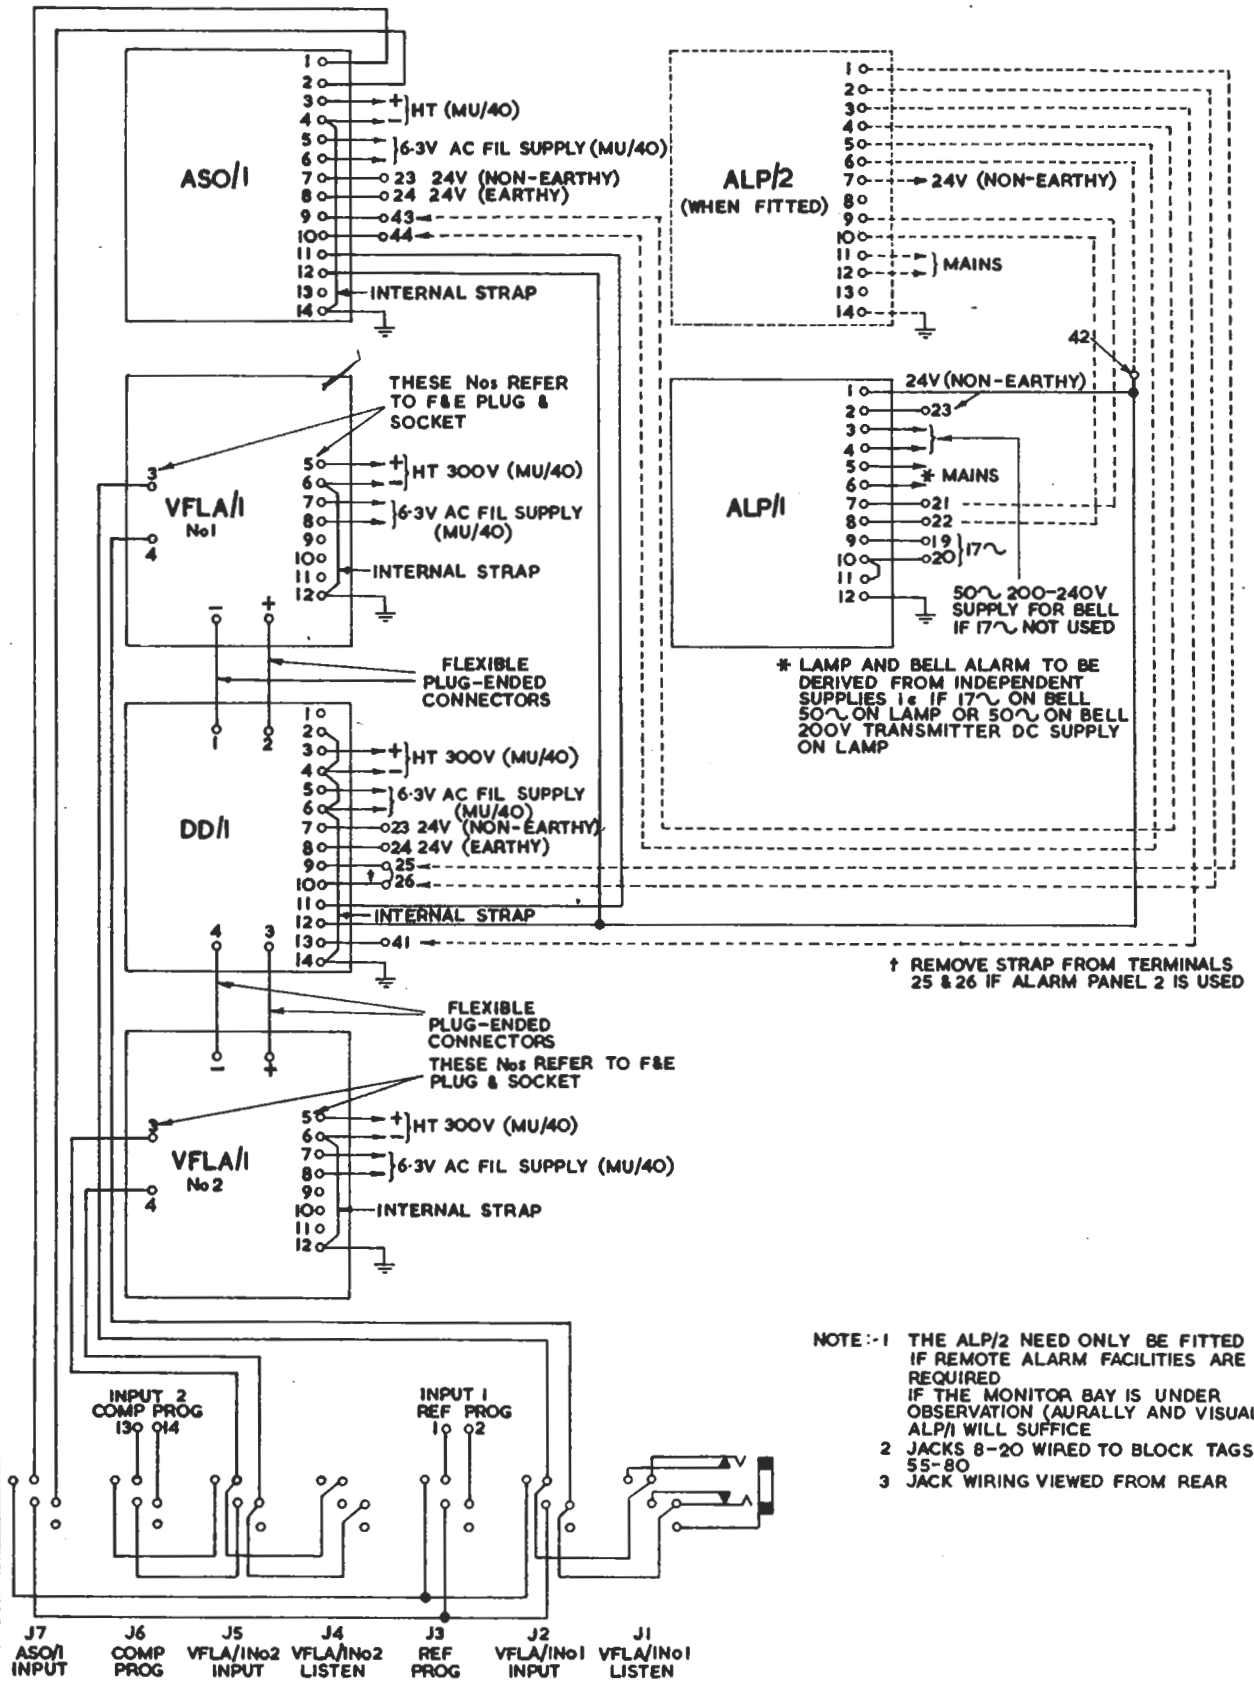 ASO/1
1
2
3 + HT (MU/40)
4 –
5 6·3V AC FIL SUPPLY (MU/40)
6
7 23 24V (NON-EARTHY)
8 24 24V (EARTHY)
9 43
10 44
11
12
13 INTERNAL STRAP
14
ALP/2
(WHEN FITTED)
1
2
3
4
5
6
7 24V (NON-EARTHY)
8
9
10
11 MAINS
12
13
14
42
THESE Nos REFER
TO F&E PLUG &
SOCKET
3
VFLA/1
No1
4
5 + HT 300V (MU/40)
6 –
7 6·3V AC FIL SUPPLY
8 (MU/40)
9
10
11 INTERNAL STRAP
12
– +
ALP/1
24V (NON-EARTHY)
1
2 23
3
4
5
6 * MAINS
7 21
8 22
9 19 17~
10 20
11
12
50~ 200-240V
SUPPLY FOR BELL
IF 17~ NOT USED
* LAMP AND BELL ALARM TO BE
DERIVED FROM INDEPENDENT
SUPPLIES ie IF 17~ ON BELL
50~ ON LAMP OR 50~ ON BELL
200V TRANSMITTER DC SUPPLY
ON LAMP
FLEXIBLE
PLUG-ENDED
CONNECTORS
1 2
DD/1
1
2
3 + HT 300V (MU/40)
4 –
5 6·3V AC FIL SUPPLY
6 (MU/40)
7 23 24V (NON-EARTHY)
8 24 24V (EARTHY)
9 25
† 
10 26
11
12 INTERNAL STRAP
13 41
14
4 3
† REMOVE STRAP FROM TERMINALS
25 & 26 IF ALARM PANEL 2 IS USED
FLEXIBLE
PLUG-ENDED
CONNECTORS
– +
THESE Nos REFER TO F&E
PLUG & SOCKET
3
VFLA/1
No2
4
5 + HT 300V (MU/40)
6 –
7 6·3V AC FIL SUPPLY (MU/40)
8
9
10 INTERNAL STRAP
11
12
NOTE:- 1 THE ALP/2 NEED ONLY BE FITTED
IF REMOTE ALARM FACILITIES ARE
REQUIRED
IF THE MONITOR BAY IS UNDER
OBSERVATION (AURALLY AND VISUAL
ALP/1 WILL SUFFICE
2 JACKS 8-20 WIRED TO BLOCK TAGS
55-80
3 JACK WIRING VIEWED FROM REAR
INPUT 2
COMP PROG
13 14
INPUT 1
REF PROG
1 2
J7
ASO/1
INPUT
J6
COMP
PROG
J5
VFLA/1No2
INPUT
J4
VFLA/1No2
LISTEN
J3
REF
PROG
J2
VFLA/1No1
INPUT
J1
VFLA/1No1
LISTEN